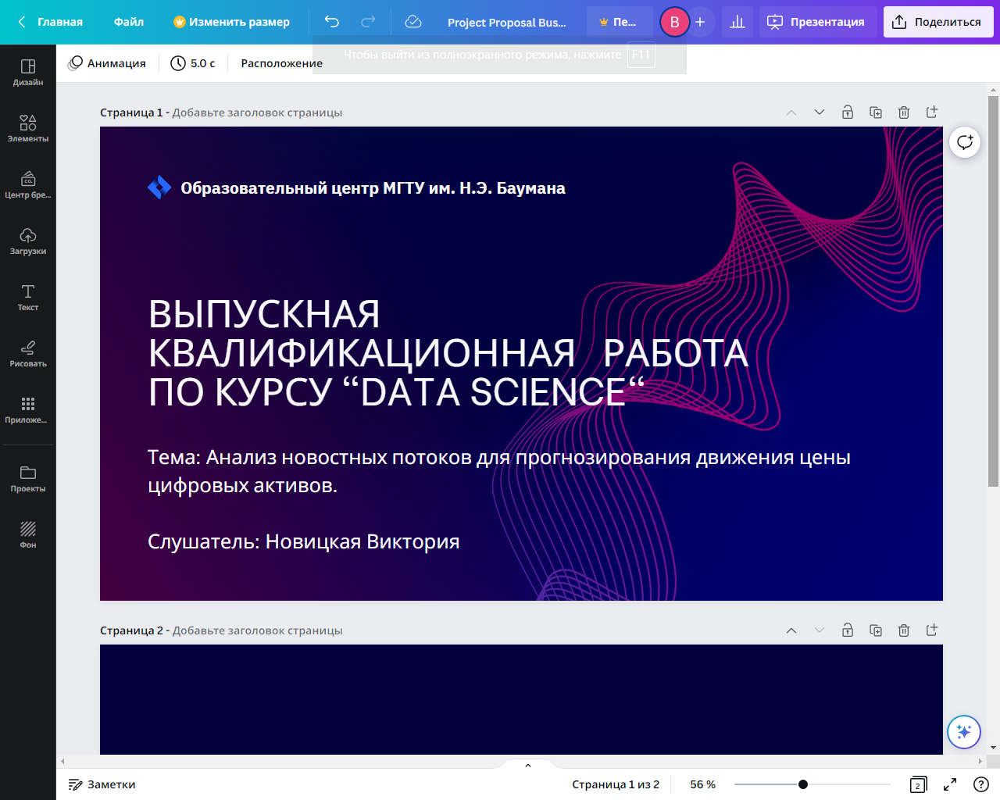 Главная
Файл
Изменить размер
Project Proposal Bus...
Пе...
В
Презентация
Поделиться
Чтобы выйти из полноэкранного режима, нажмите F11
Анимация
5.0 с
Расположение
Дизайн
Элементы
Центр бре...
CO.
Загрузки
Текст
Рисовать
Приложе...
Проекты
Фон
Страница 1 - Добавьте заголовок страницы
Образовательный центр МГТУ им. Н.Э. Баумана
ВЫПУСКНАЯ
КВАЛИФИКАЦИОННАЯ РАБОТА
ПО КУРСУ “DATA SCIENCE“
Тема: Анализ новостных потоков для прогнозирования движения цены
цифровых активов.
Слушатель: Новицкая Виктория
Страница 2 - Добавьте заголовок страницы
Заметки
Страница 1 из 2
56 %
2